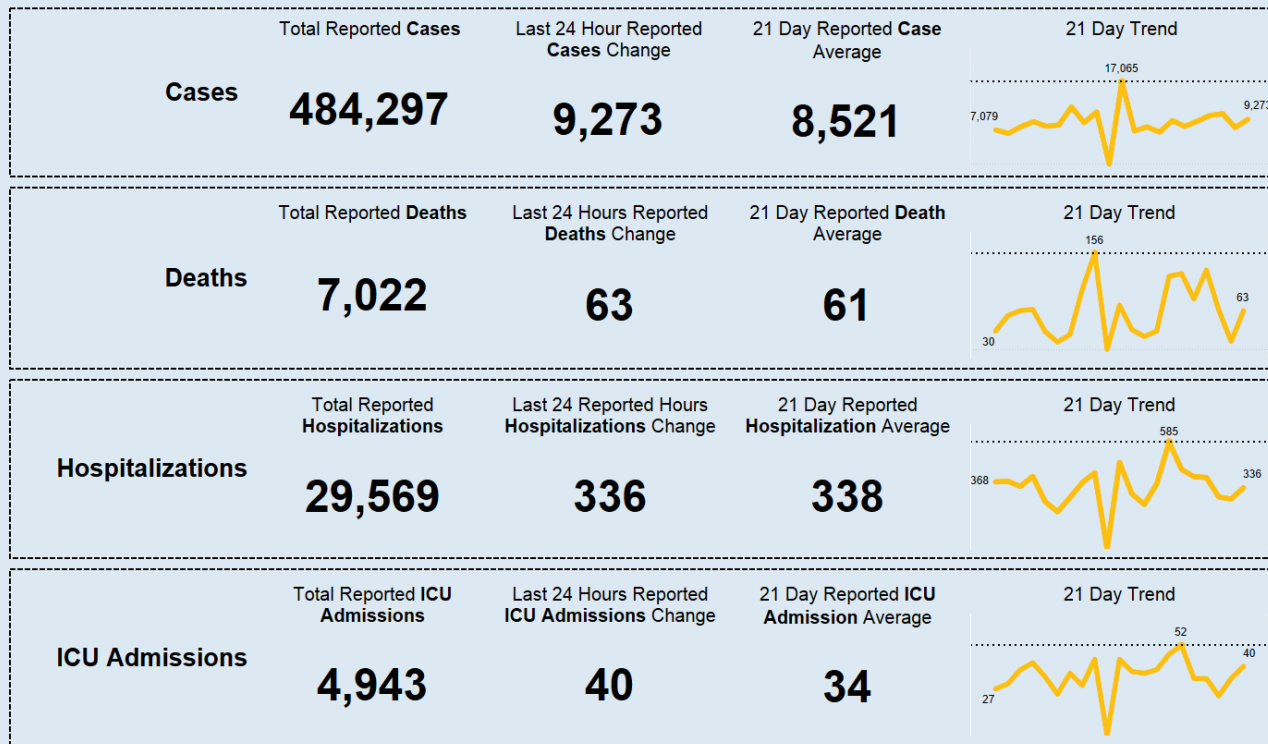 Cases
Total Reported Cases
484,297
Last 24 Hour Reported
Cases Change
9,273
21 Day Reported Case
Average
8,521
21 Day Trend
17,065
7,079
9,273
Deaths
Total Reported Deaths
7,022
Last 24 Hours Reported
Deaths Change
63
21 Day Reported Death
Average
61
21 Day Trend
156
30
63
Hospitalizations
Total Reported
Hospitalizations
29,569
Last 24 Reported Hours
Hospitalizations Change
336
21 Day Reported
Hospitalization Average
338
21 Day Trend
585
368
336
ICU Admissions
Total Reported ICU
Admissions
4,943
Last 24 Hours Reported
ICU Admissions Change
40
21 Day Reported ICU
Admission Average
34
21 Day Trend
52
27
40